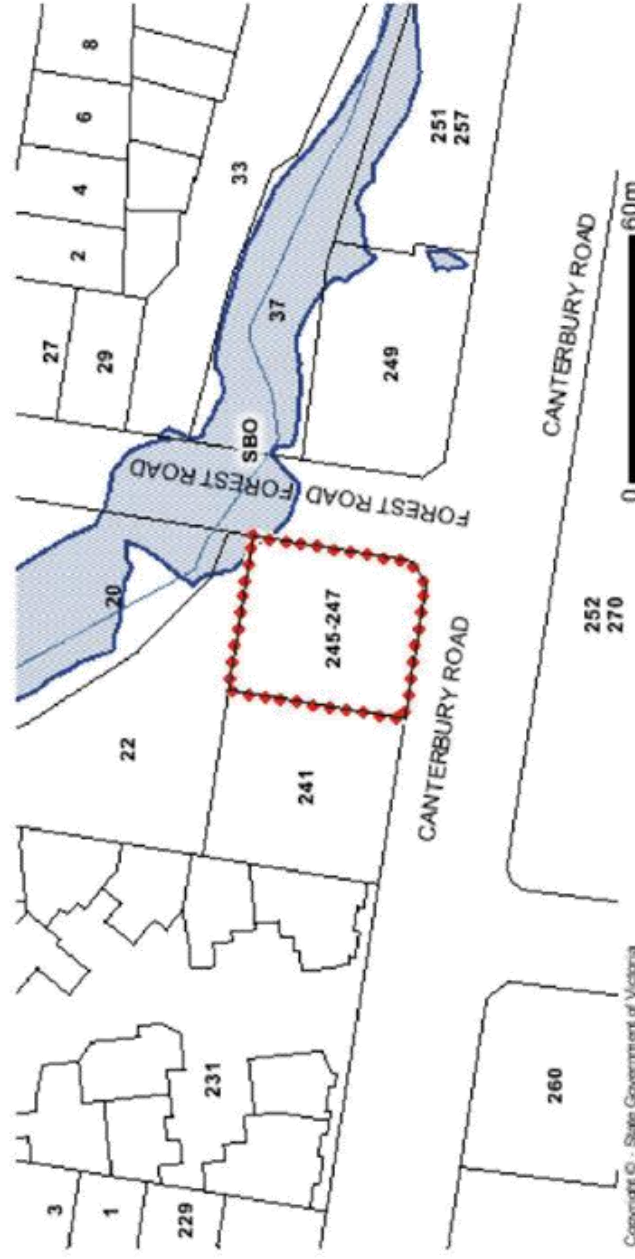 8
6
4
2
33
27
29
37
251
257
249
SBO
FOREST ROAD
FOREST ROAD
FOREST ROAD
20
22
245-247
241
CANTERBURY ROAD
CANTERBURY ROAD
252
270
231
3
1
229
260
0
60m
Copyright © - State Government of Victoria